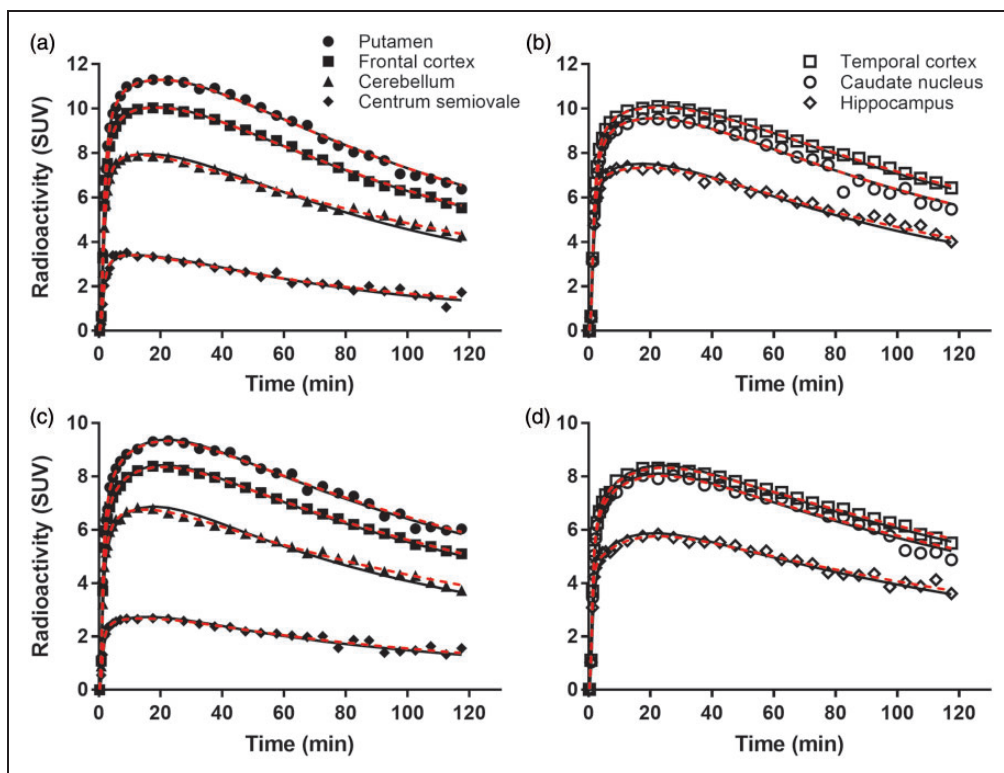 (a)
Putamen
Frontal cortex
Cerebellum
Centrum semiovale
12
10
8
6
4
2
0
Radioactivity (SUV)
0 20 40 60 80 100 120
Time (min)
(b)
Temporal cortex
Caudate nucleus
Hippocampus
12
10
8
6
4
2
0
0 20 40 60 80 100 120
Time (min)
(c)
10
8
6
4
2
0
Radioactivity (SUV)
0 20 40 60 80 100 120
Time (min)
(d)
10
8
6
4
2
0
0 20 40 60 80 100 120
Time (min)